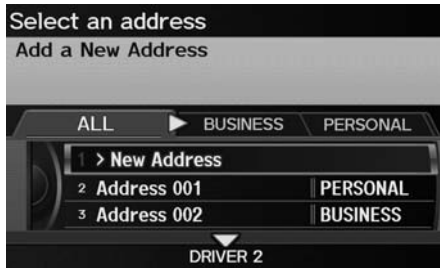 Select an address
Add a New Address
ALL BUSINESS PERSONAL
1 > New Address
2 Address 001 PERSONAL
3 Address 002 BUSINESS
DRIVER 2